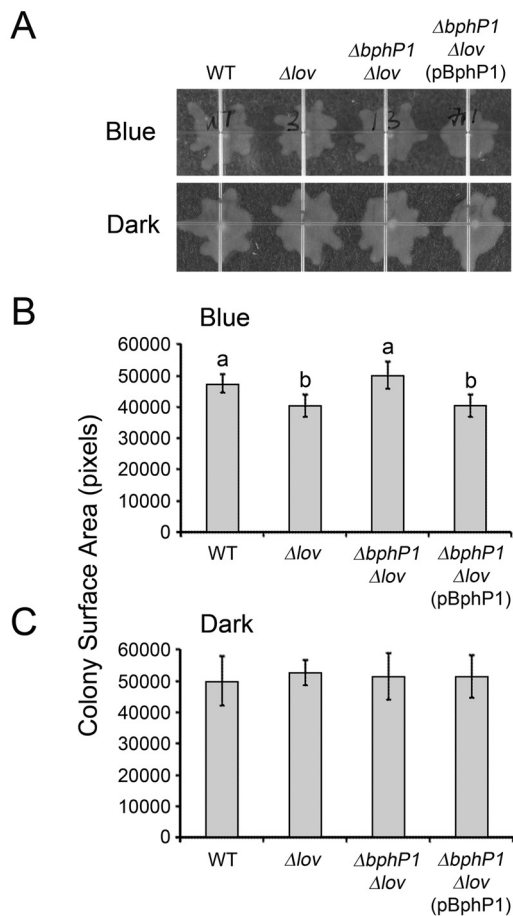 A
WT Δlov ΔbphP1 Δlov ΔbphP1 Δlov (pBphP1)
Blue
WT 3 13
Dark
B
Blue
Colony Surface Area (pixels)
60000
a b a b
50000
40000
30000
20000
10000
0
WT Δlov ΔbphP1 Δlov ΔbphP1 Δlov (pBphP1)
C
Dark
60000
50000
40000
30000
20000
10000
0
WT Δlov ΔbphP1 Δlov ΔbphP1 Δlov (pBphP1)